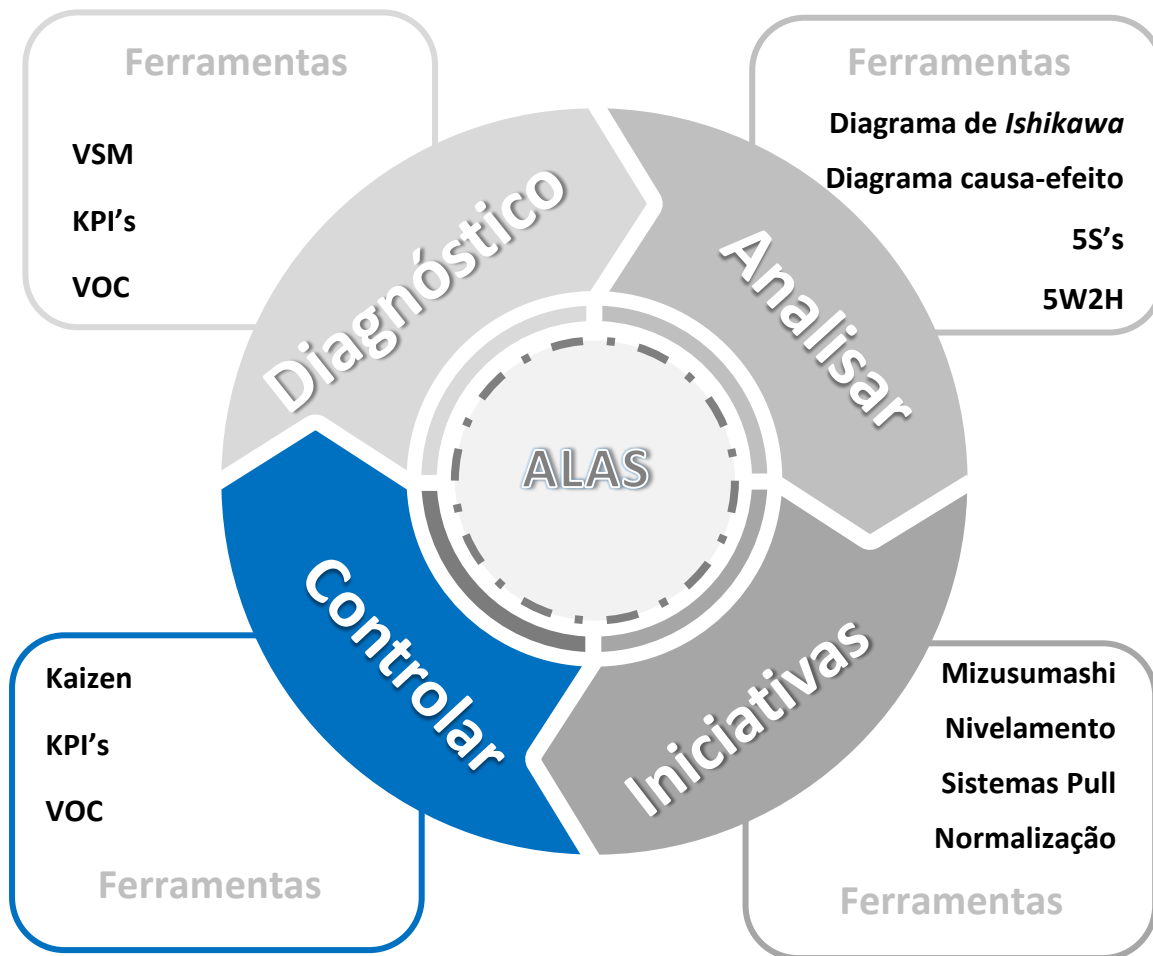 Ferramentas
VSM
KPI's
VOC
Ferramentas
Diagrama de Ishikawa
Diagrama causa-efeito
5S's
5W2H
Diagnóstico
Analisar
ALAS
Controlar
Iniciativas
Kaizen
KPI's
VOC
Ferramentas
Mizusumashi
Nivelamento
Sistemas Pull
Normalização
Ferramentas